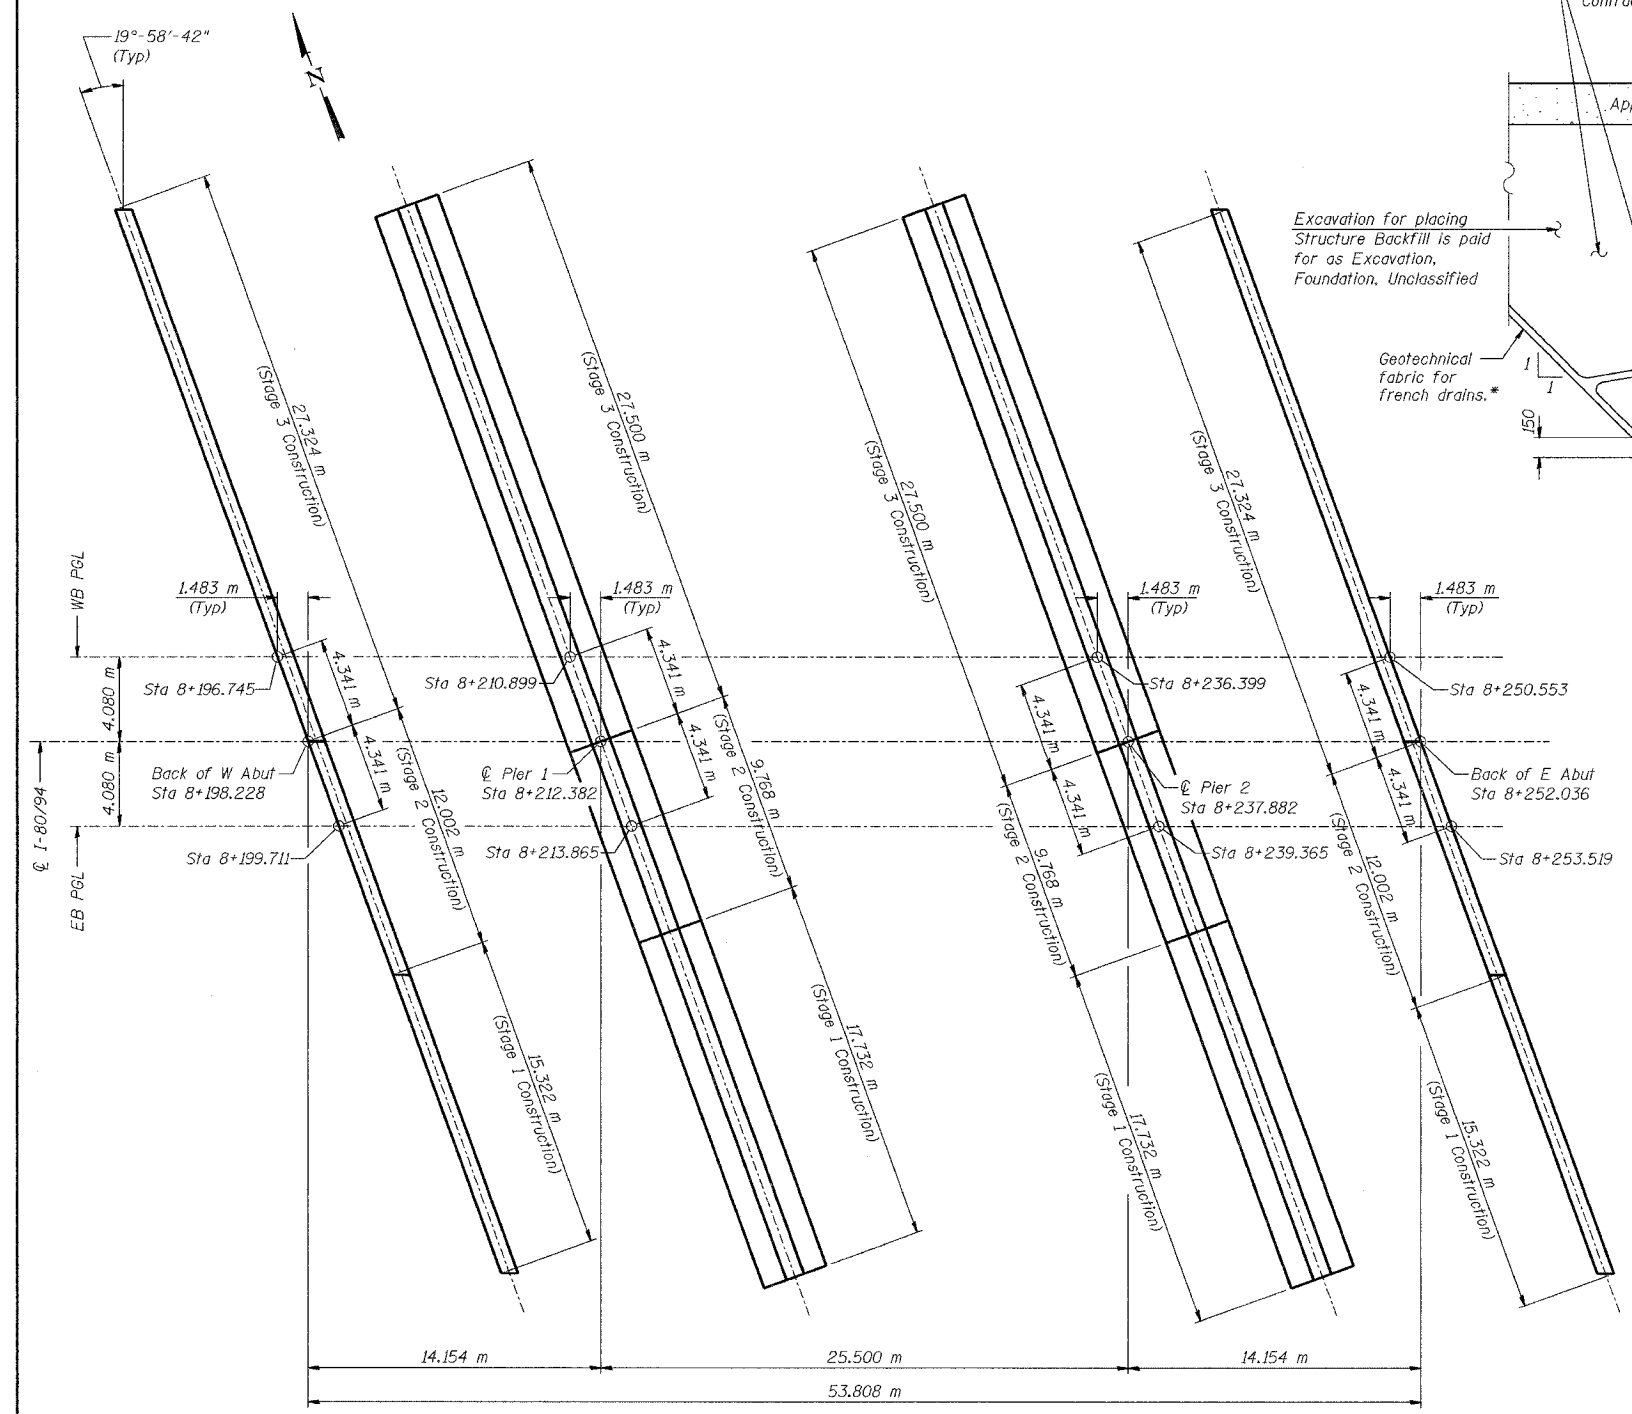 19°-58'-42"
(Typ)
N
Contra
App
Excavation for placing
Structure Backfill is paid
for as Excavation,
Foundation, Unclassified
Geotechnical
fabric for
french drains.*
1
1
150
27.324 m
(Stage 3 Construction)
27.500 m
(Stage 3 Construction)
27.500 m
(Stage 3 Construction)
27.324 m
(Stage 3 Construction)
WB PGL
1.483 m
(Typ)
1.483 m
(Typ)
1.483 m
(Typ)
1.483 m
(Typ)
4.080 m
4.080 m
℄ I-80/94
EB PGL
Sta 8+196.745
4.341 m
4.341 m
Back of W Abut
Sta 8+198.228
Sta 8+199.711
12.002 m
(Stage 2 Construction)
15.322 m
(Stage 1 Construction)
Sta 8+210.899
4.341 m
4.341 m
℄ Pier 1
Sta 8+212.382
Sta 8+213.865
9.768 m
(Stage 2 Construction)
17.732 m
(Stage 1 Construction)
Sta 8+236.399
4.341 m
4.341 m
℄ Pier 2
Sta 8+237.882
Sta 8+239.365
9.768 m
(Stage 2 Construction)
17.732 m
(Stage 1 Construction)
Sta 8+250.553
4.341 m
4.341 m
Back of E Abut
Sta 8+252.036
Sta 8+253.519
12.002 m
(Stage 2 Construction)
15.322 m
(Stage 1 Construction)
14.154 m
25.500 m
14.154 m
53.808 m